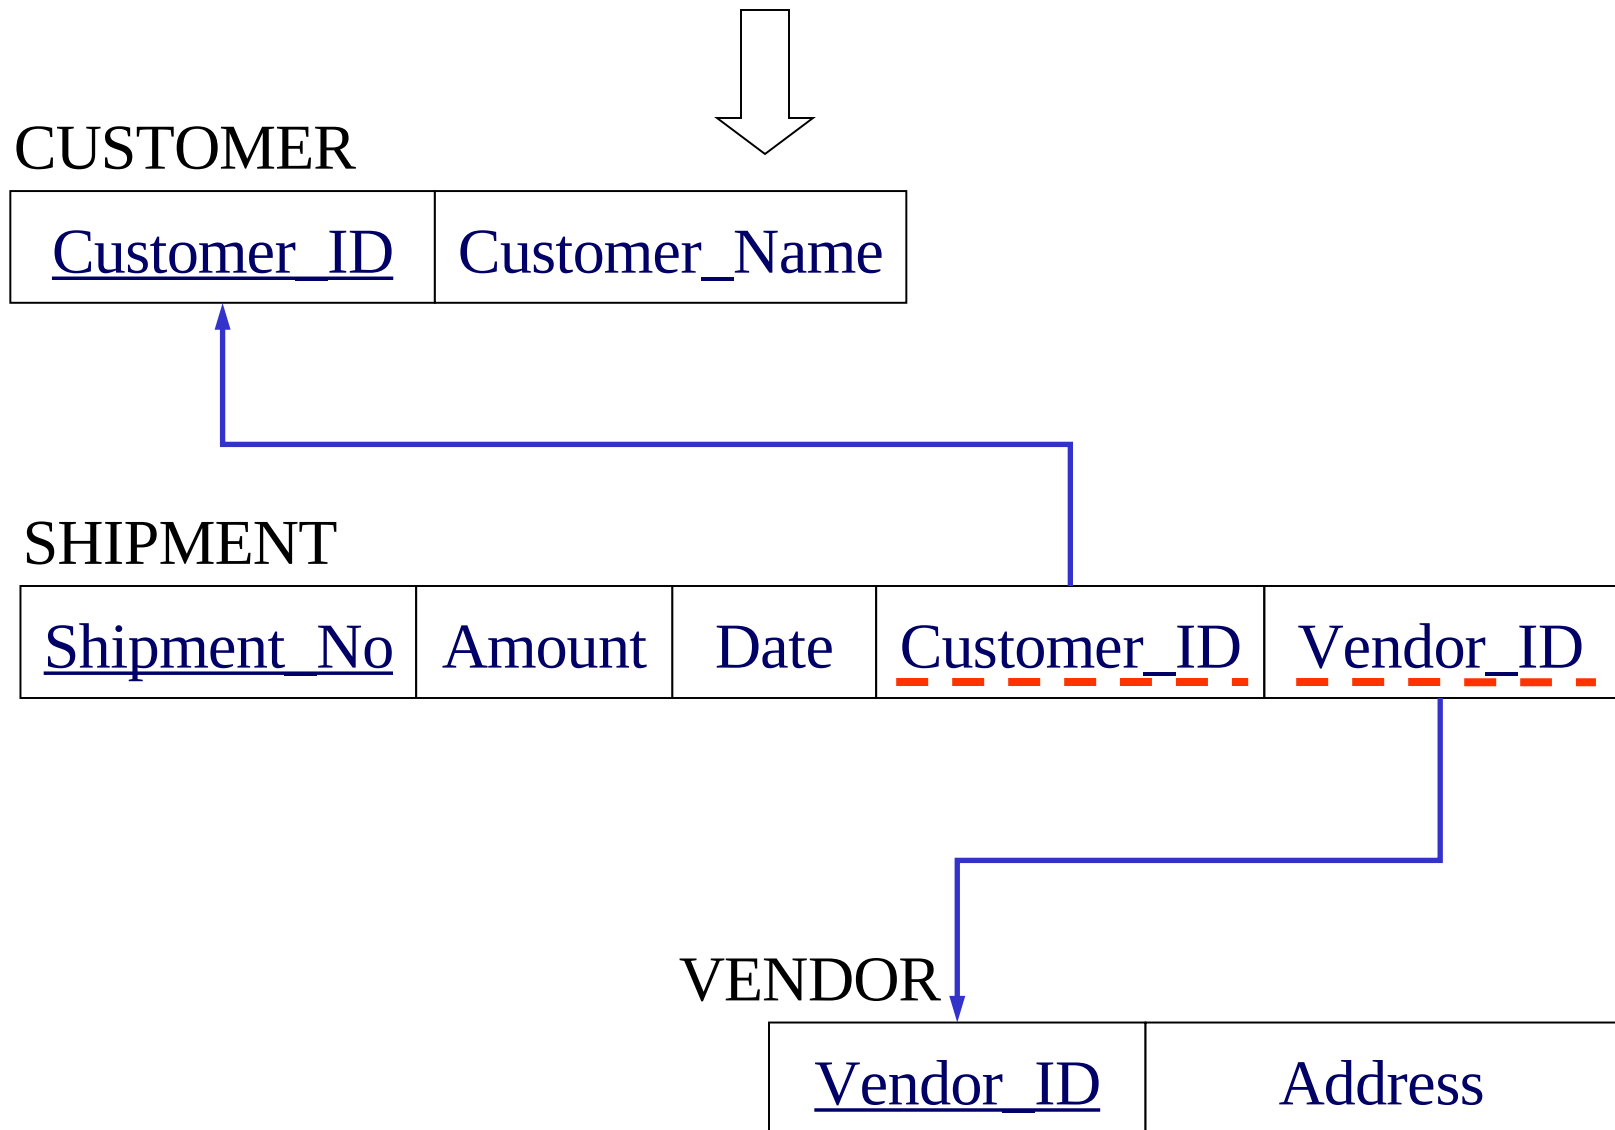 CUSTOMER
Customer_ID Customer_Name
SHIPMENT
Shipment_No Amount Date Customer_ID Vendor_ID
VENDOR
Vendor_ID Address